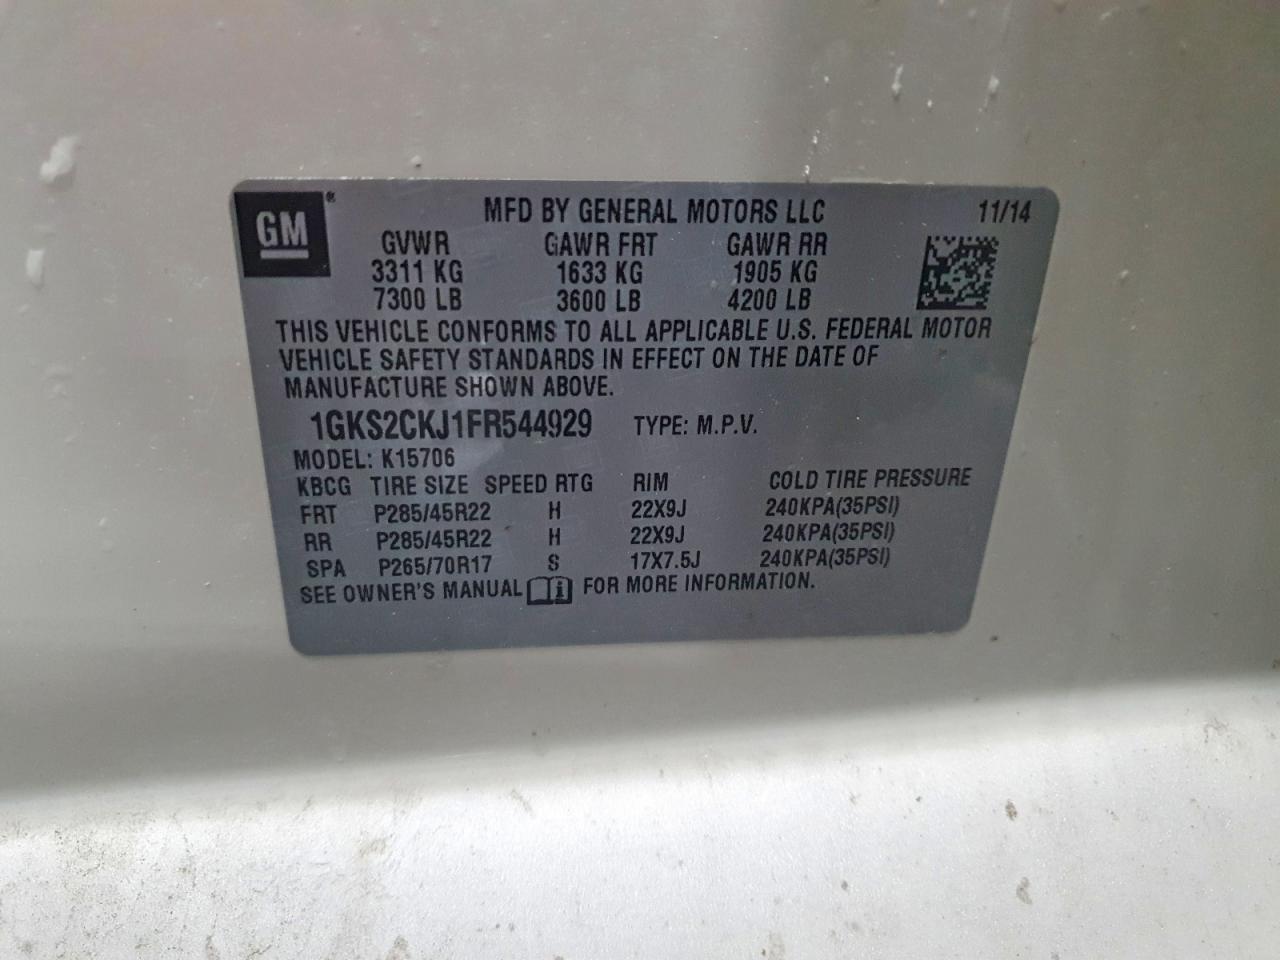 GM ® MFD BY GENERAL MOTORS LLC 11/14
GVWR GAWR FRT GAWR RR
3311 KG 1633 KG 1905 KG
7300 LB 3600 LB 4200 LB
THIS VEHICLE CONFORMS TO ALL APPLICABLE U.S. FEDERAL MOTOR
VEHICLE SAFETY STANDARDS IN EFFECT ON THE DATE OF
MANUFACTURE SHOWN ABOVE.
1GKS2CKJ1FR544929 TYPE: M.P.V.
MODEL: K15706
KBCG TIRE SIZE SPEED RTG RIM COLD TIRE PRESSURE
FRT P285/45R22 H 22X9J 240KPA(35PSI)
RR P285/45R22 H 22X9J 240KPA(35PSI)
SPA P265/70R17 S 17X7.5J 240KPA(35PSI)
SEE OWNER'S MANUAL i FOR MORE INFORMATION.